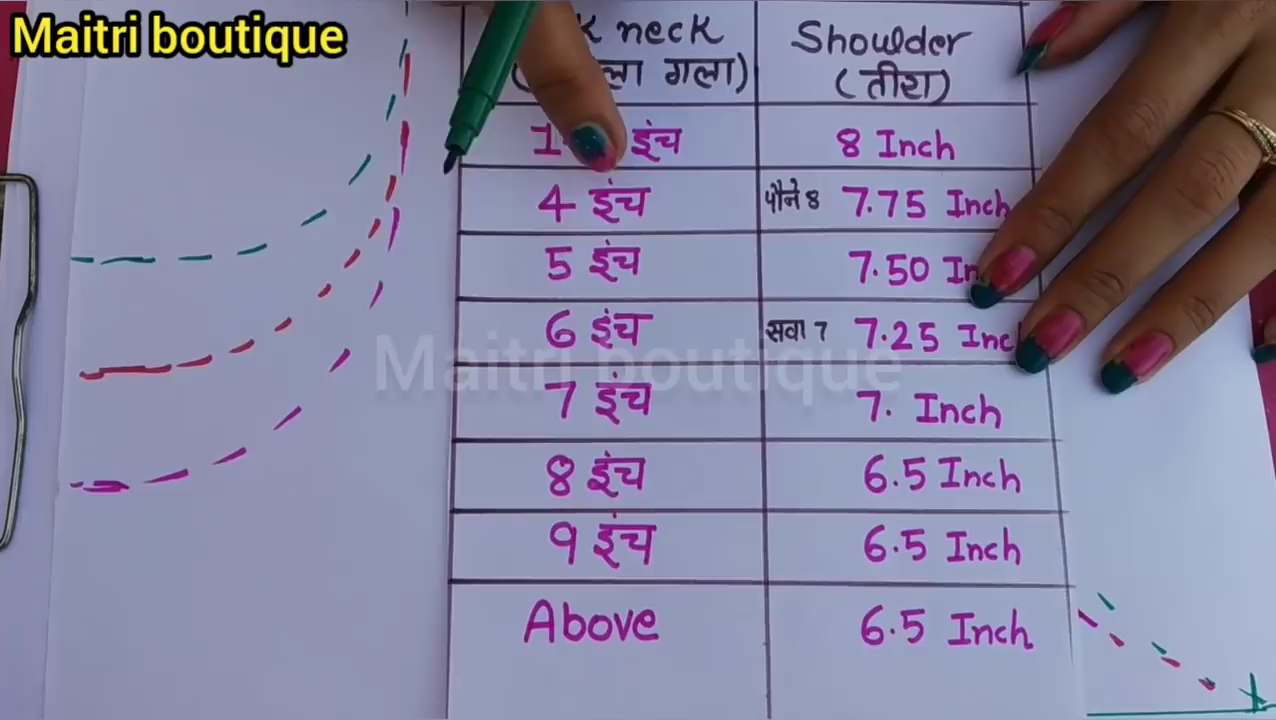 Maitri boutique
neck Shoulder
गला) (तीरा)
इंच 8 Inch
4 इंच पौने 8 7.75 Inch
5 इंच 7.50
6 इंच सवा 7 7.25
Maitri boutique
7 इंच 7. Inch
8 इंच 6.5 Inch
9 इंच 6.5 Inch
Above 6.5 Inch